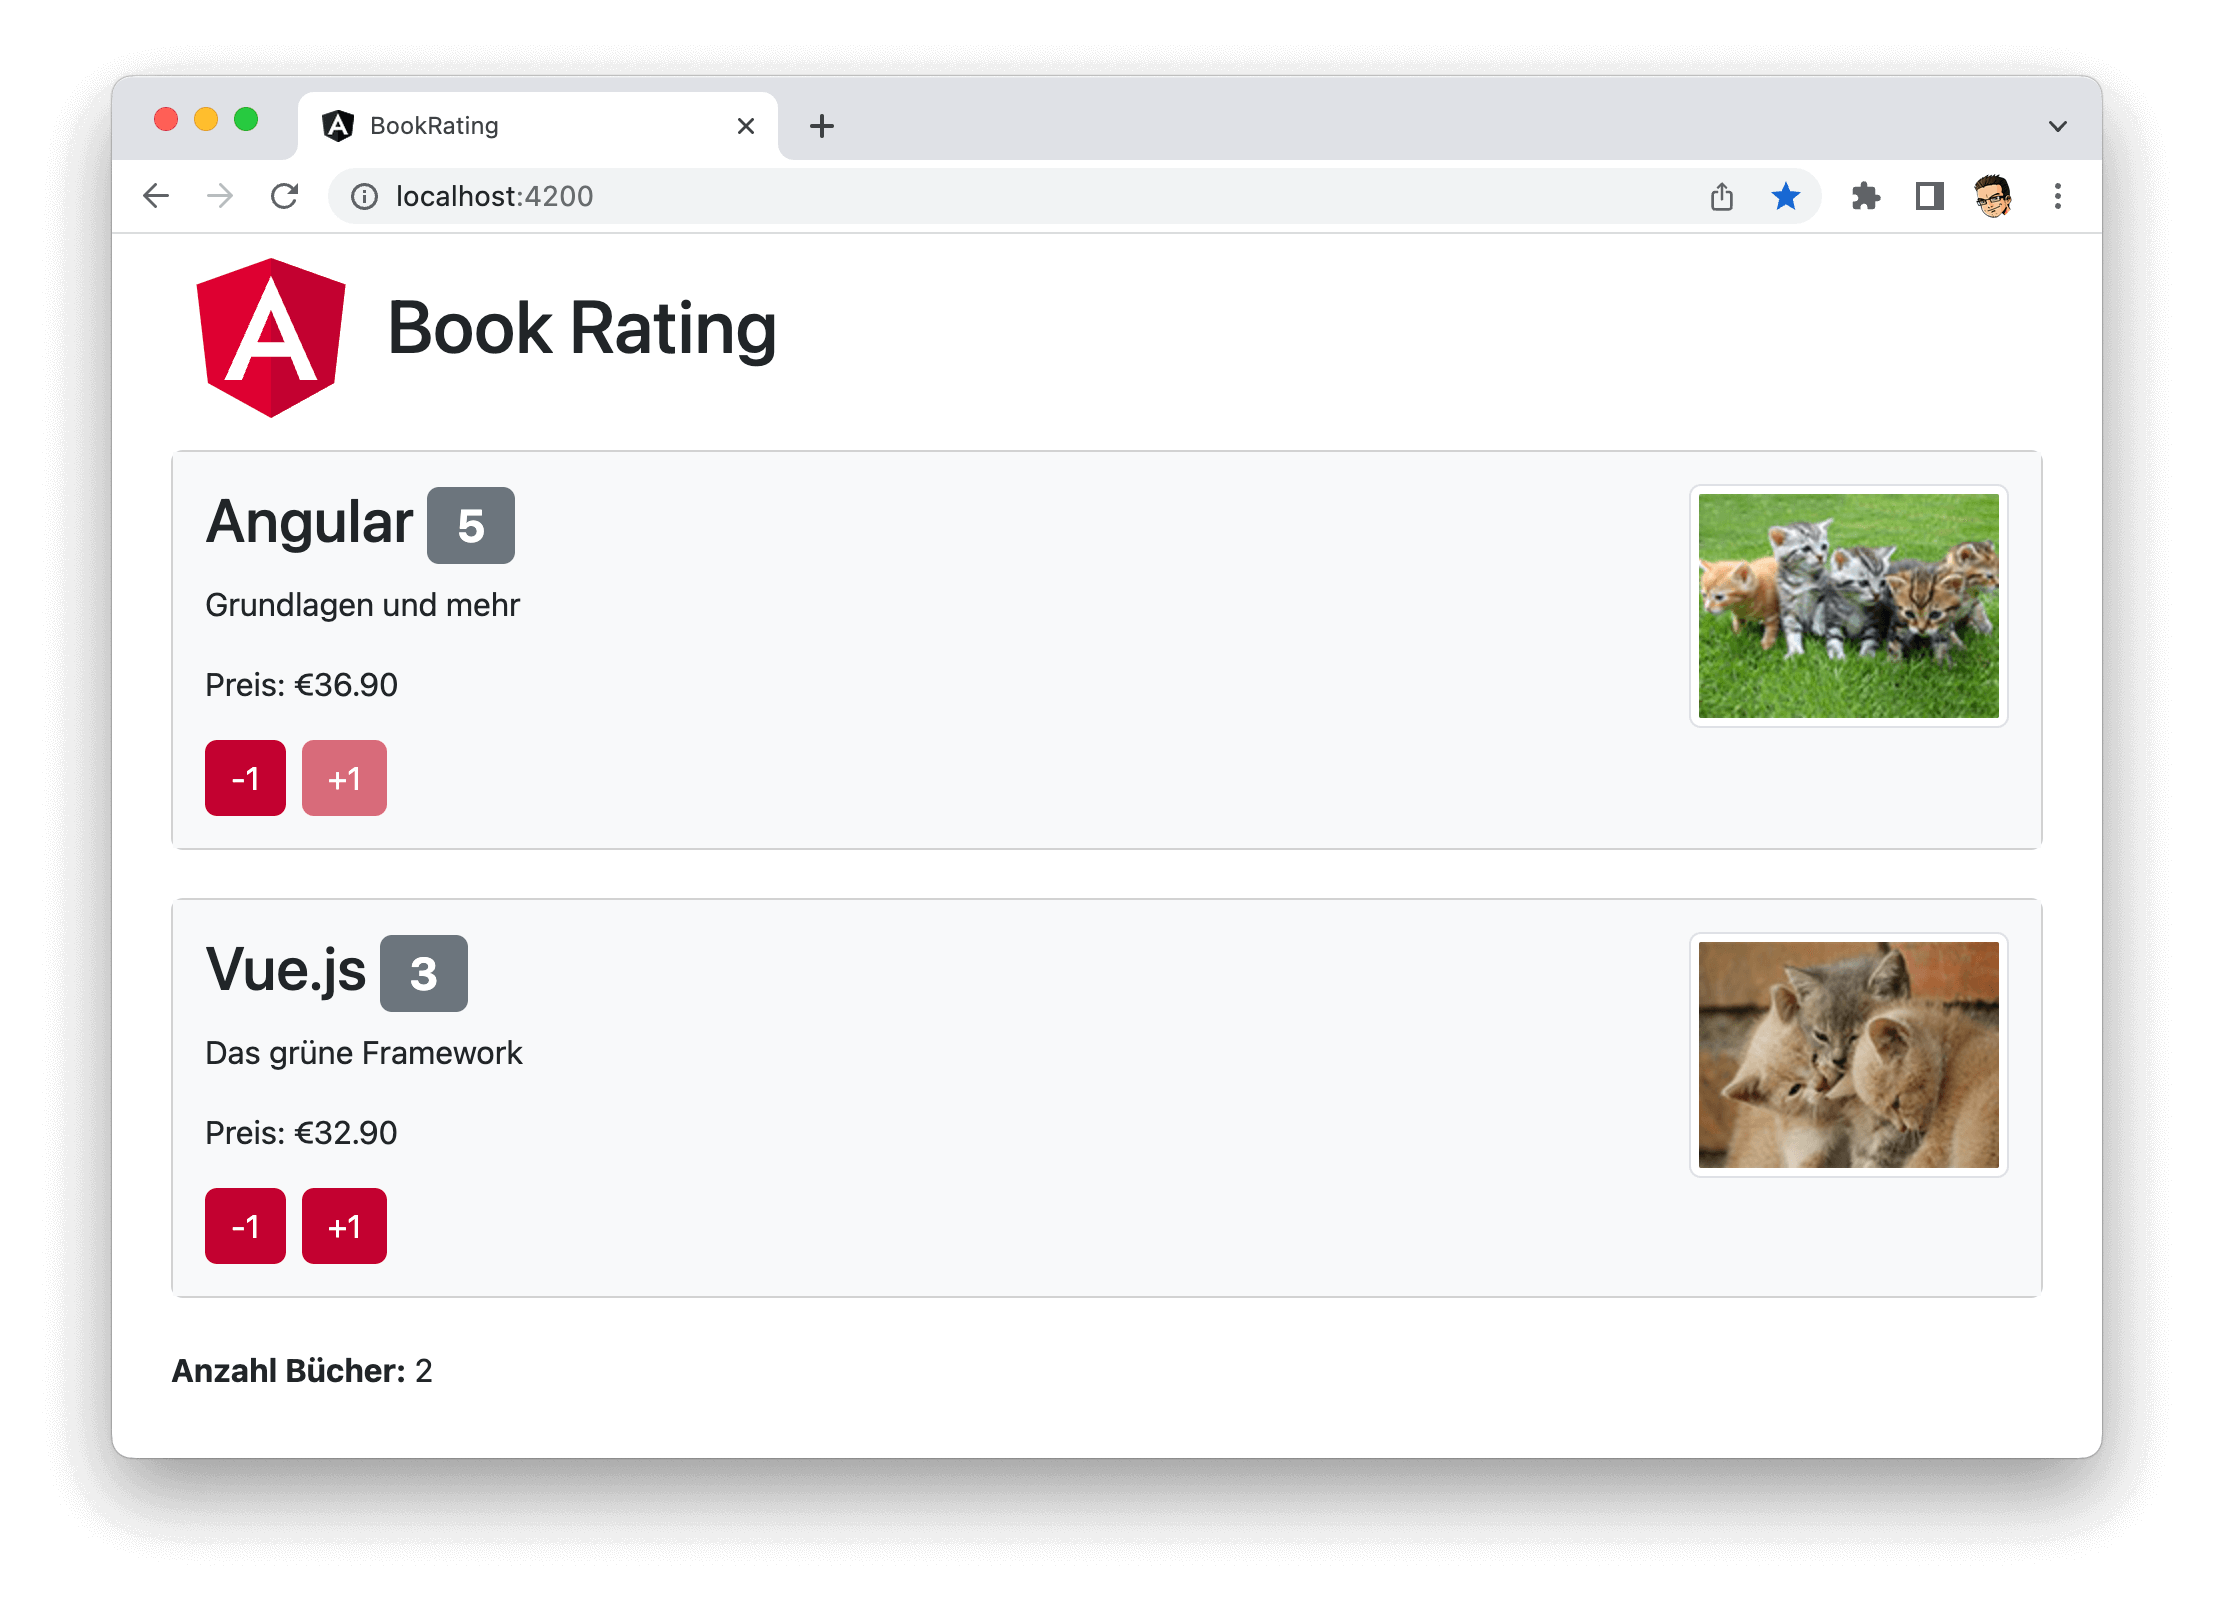 BookRating
localhost:4200
Book Rating
Angular 5
Grundlagen und mehr
Preis: €36.90
-1 +1
Vue.js 3
Das grüne Framework
Preis: €32.90
-1 +1
Anzahl Bücher: 2